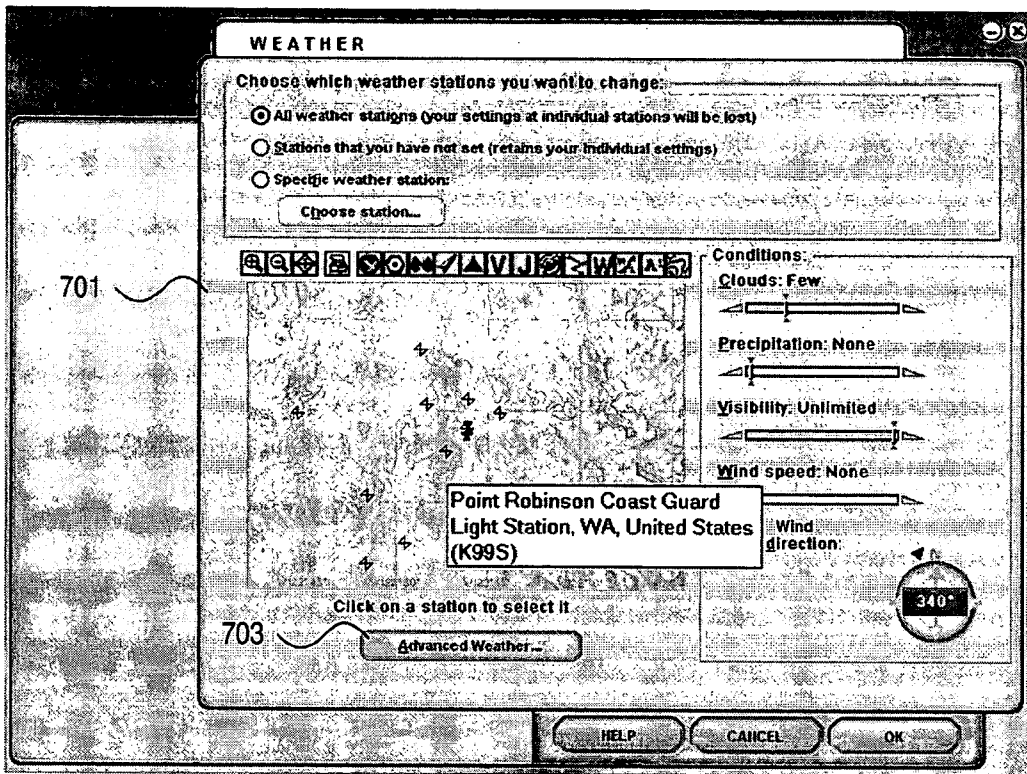 WEATHER
Choose which weather stations you want to change:
All weather stations (your settings at individual stations will be lost)
Stations that you have not set (retains your individual settings)
Specific weather station:
Choose station...
701
Conditions:
Clouds: Few
Precipitation: None
Visibility: Unlimited
Wind speed: None
Point Robinson Coast Guard
Light Station, WA, United States
(K99S)
Wind
direction:
N
340°
Click on a station to select it
703
Advanced Weather...
HELP
CANCEL
OK